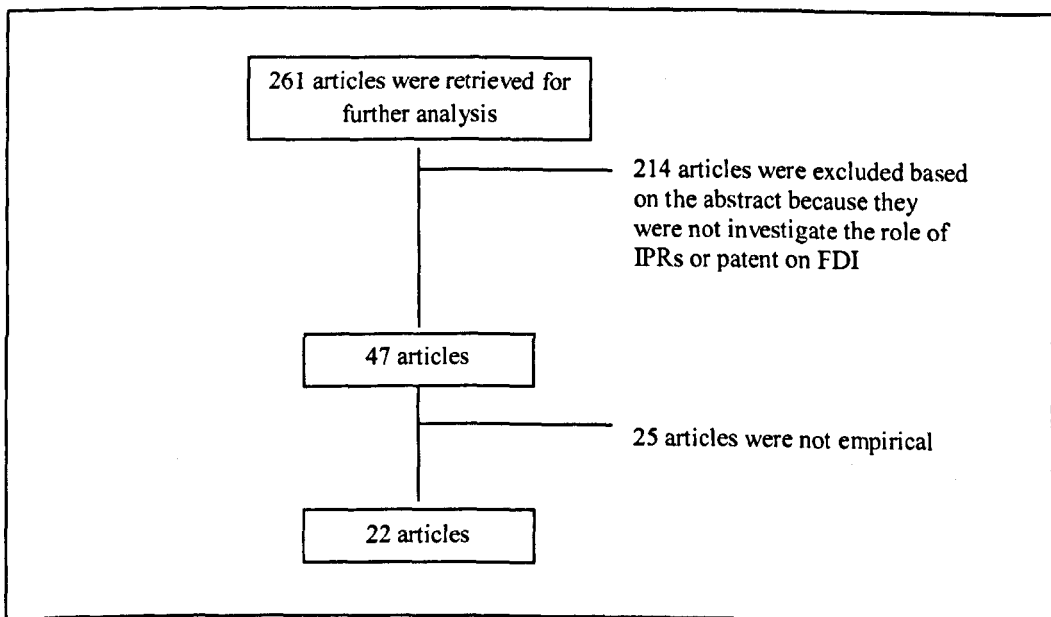 261 articles were retrieved for
further analysis
214 articles were excluded based
on the abstract because they
were not investigate the role of
IPRs or patent on FDI
47 articles
25 articles were not empirical
22 articles